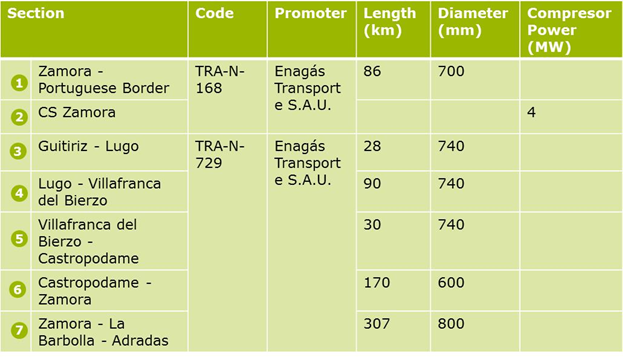 Section Code Promoter Length (km) Diameter (mm) Compresor Power (MW)
1 Zamora - Portuguese Border TRA-N-168 Enagás Transporte S.A.U. 86 700
2 CS Zamora 4
3 Guitiriz - Lugo TRA-N-729 Enagás Transporte S.A.U. 28 740
4 Lugo - Villafranca del Bierzo 90 740
5 Villafranca del Bierzo - Castropodame 30 740
6 Castropodame - Zamora 170 600
7 Zamora - La Barbolla - Adradas 307 800